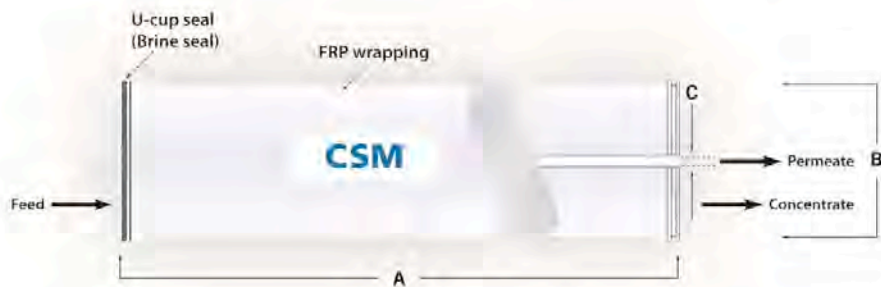 U-cup seal
(Brine seal)
FRP wrapping
C
CSM
Permeate
B
Feed
Concentrate
A